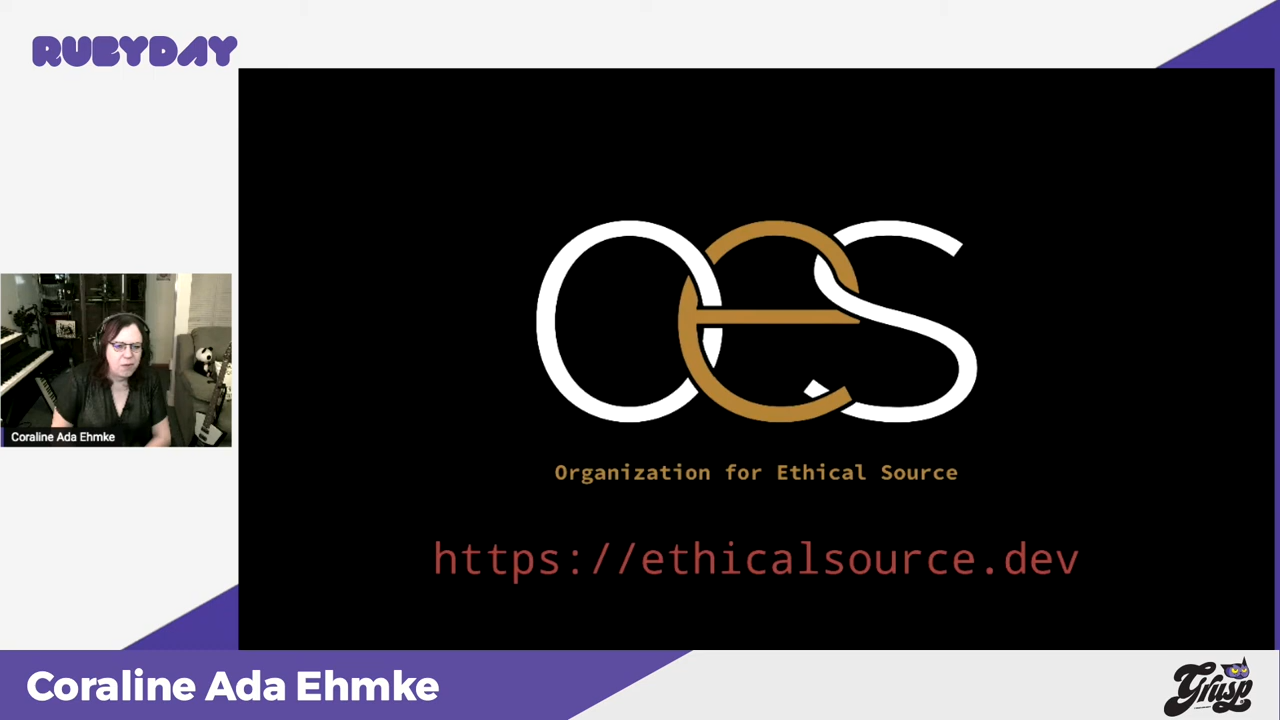 RUBYDAY
oes
Organization for Ethical Source
https://ethicalsource.dev
Coraline Ada Ehmke
Coraline Ada Ehmke
Grusp